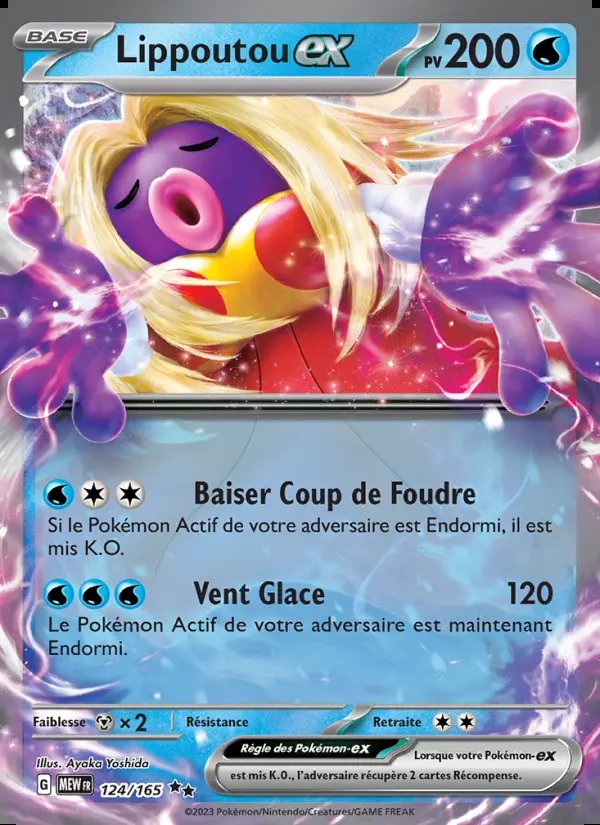 BASE
Lippoutou ex
PV 200
Baiser Coup de Foudre
Si le Pokémon Actif de votre adversaire est Endormi, il est
mis K.O.
Vent Glace 120
Le Pokémon Actif de votre adversaire est maintenant
Endormi.
Faiblesse ×2 Résistance Retraite
Illus. Ayaka Yoshida
Règle des Pokémon-ex Lorsque votre Pokémon-ex
est mis K.O., l'adversaire récupère 2 cartes Récompense.
G MEW FR 124/165
©2023 Pokémon/Nintendo/Creatures/GAME FREAK